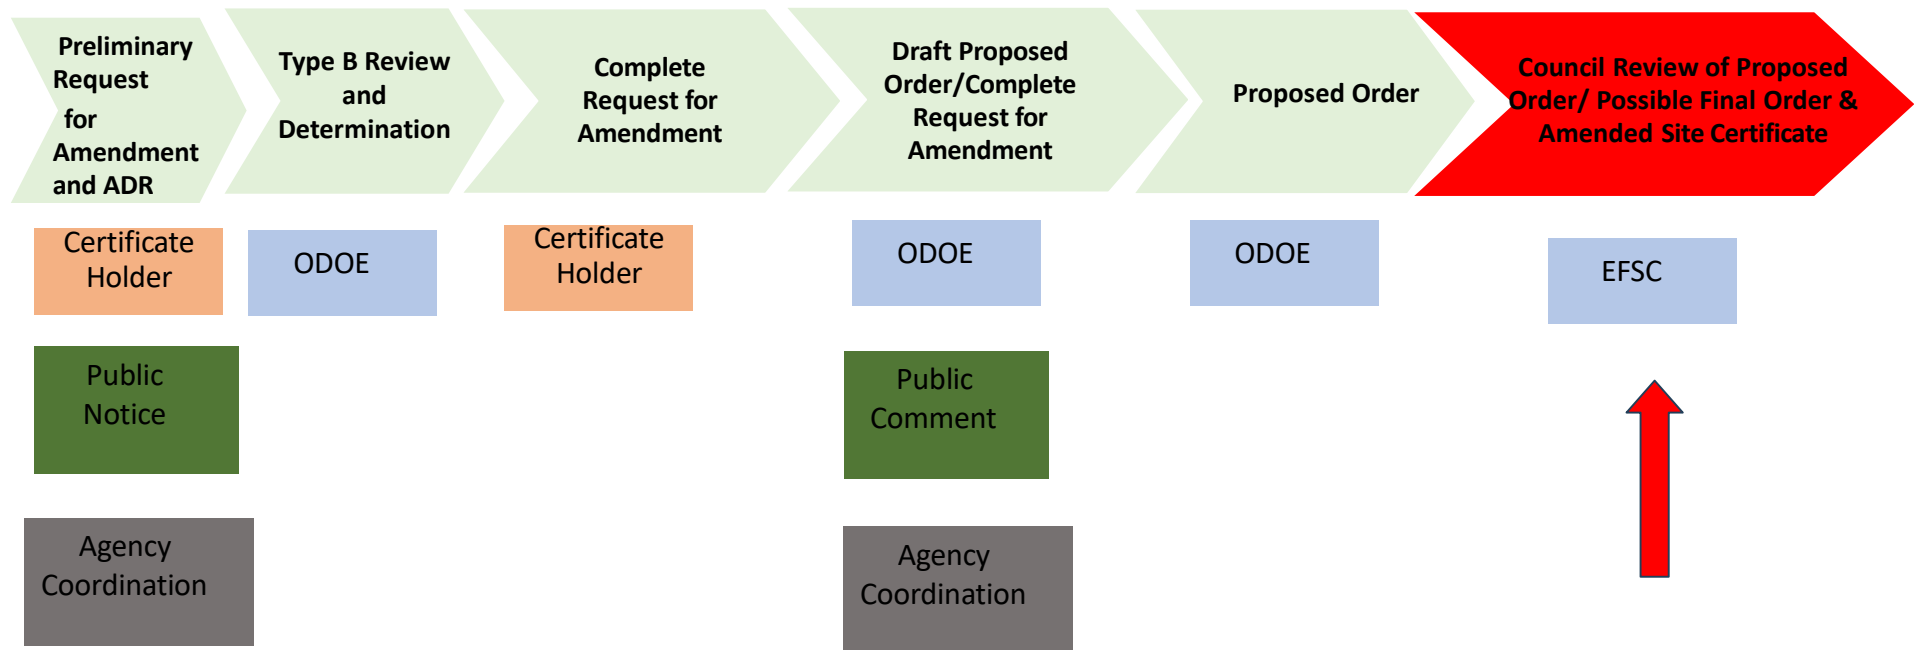 Preliminary
Request
for
Amendment
and ADR
Type B Review
and
Determination
Complete
Request for
Amendment
Draft Proposed
Order/Complete
Request for
Amendment
Proposed Order
Council Review of Proposed
Order/ Possible Final Order &
Amended Site Certificate
Certificate
Holder
ODOE
Certificate
Holder
ODOE
ODOE
EFSC
Public
Notice
Public
Comment
Agency
Coordination
Agency
Coordination